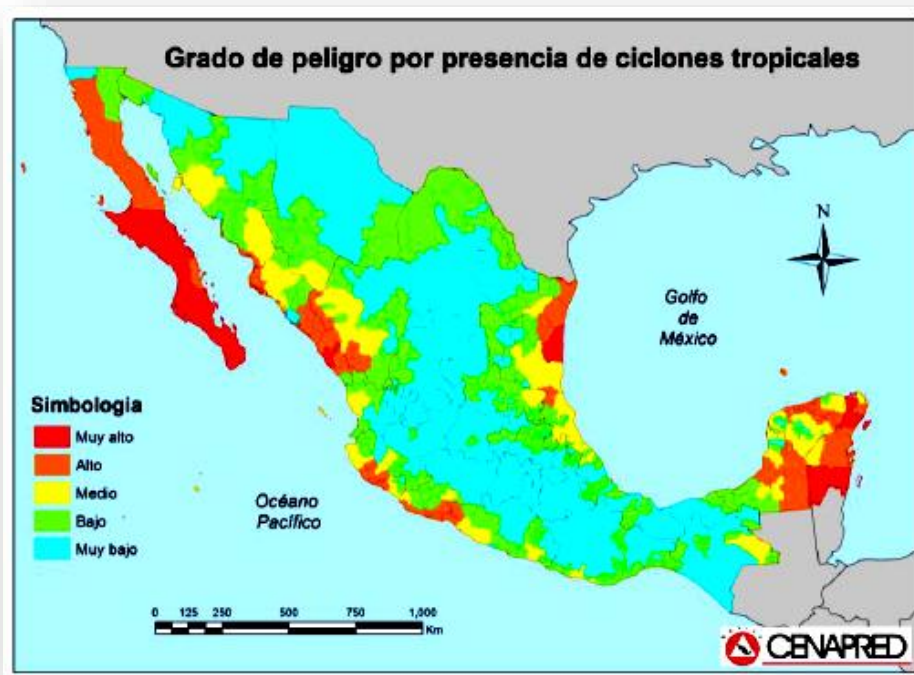 Grado de peligro por presencia de ciclones tropicales
N
Golfo
de
México
Simbologia
Muy alto
Alto
Medio
Bajo
Muy bajo
Océano
Pacífico
0 125 250 500 750 1,000
Km
CENAPRED